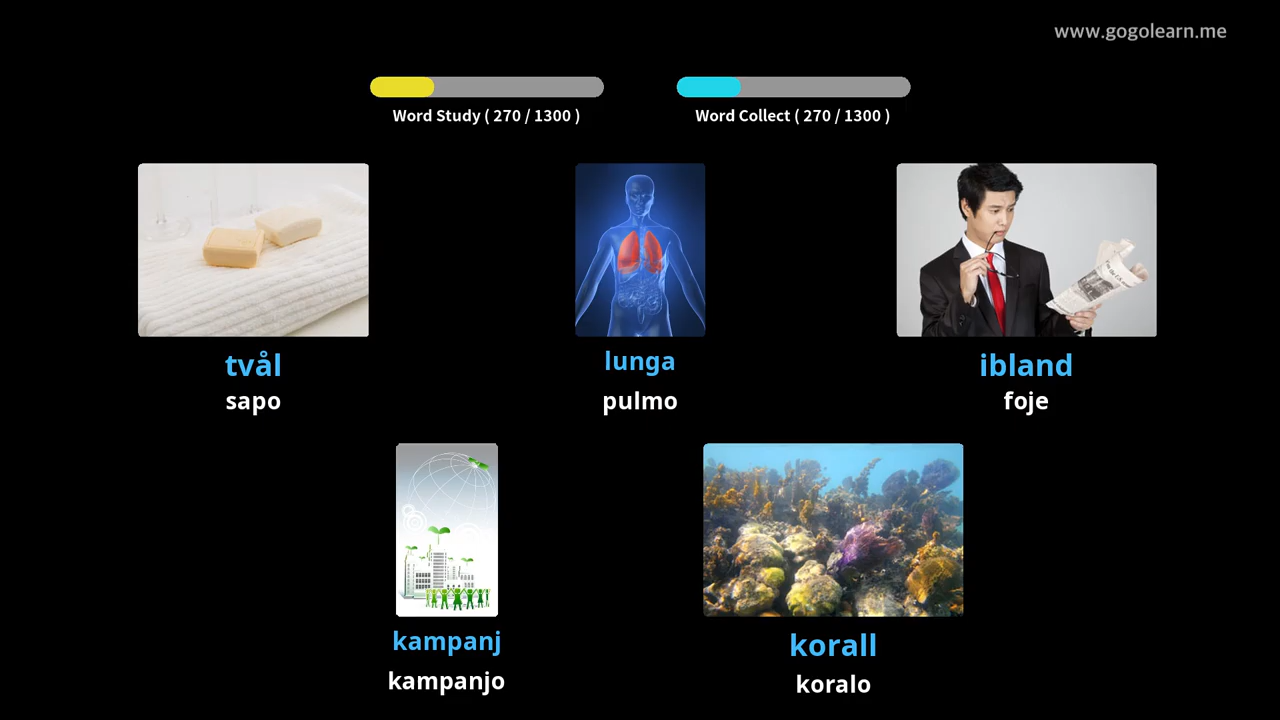 www.gogolearn.me
Word Study ( 270 / 1300 )
Word Collect ( 270 / 1300 )
tvål
lunga
ibland
sapo
pulmo
foje
kampanj
korall
kampanjo
koralo